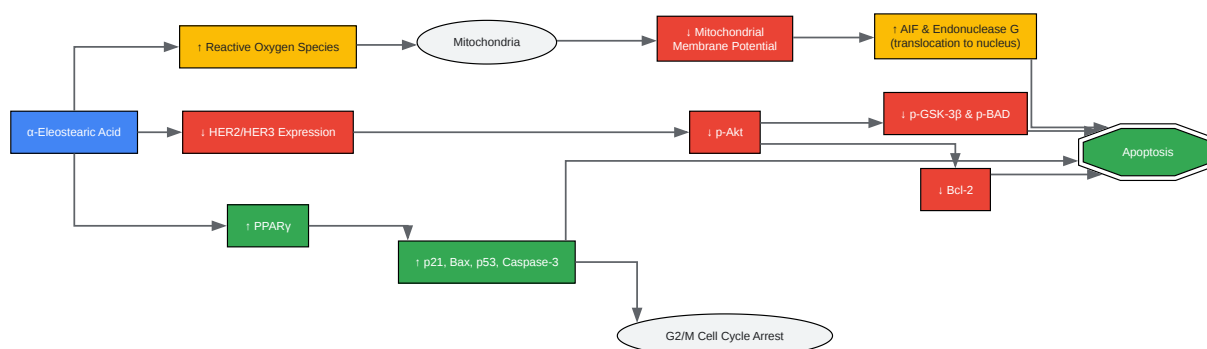 ↑ Reactive Oxygen Species
Mitochondria
↓ Mitochondrial
Membrane Potential
↑ AIF & Endonuclease G
(translocation to nucleus)
α-Eleostearic Acid
↓ HER2/HER3 Expression
↓ p-Akt
↓ p-GSK-3β & p-BAD
Apoptosis
↓ Bcl-2
↑ PPARγ
↑ p21, Bax, p53, Caspase-3
G2/M Cell Cycle Arrest